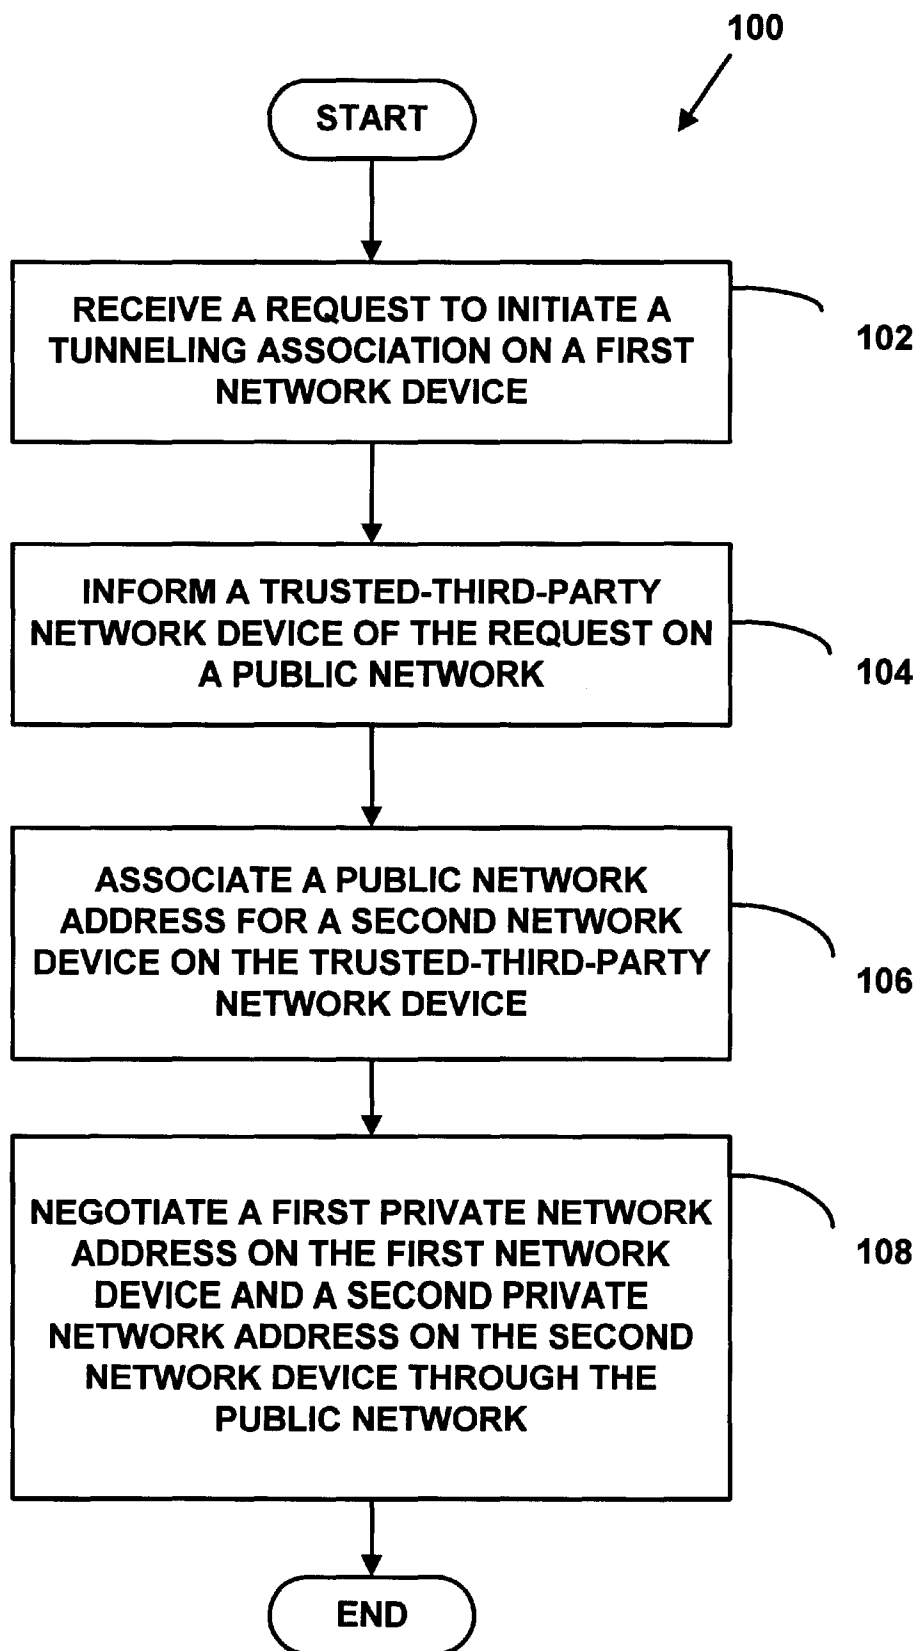 100
START
RECEIVE A REQUEST TO INITIATE A
TUNNELING ASSOCIATION ON A FIRST
NETWORK DEVICE
102
INFORM A TRUSTED-THIRD-PARTY
NETWORK DEVICE OF THE REQUEST ON
A PUBLIC NETWORK
104
ASSOCIATE A PUBLIC NETWORK
ADDRESS FOR A SECOND NETWORK
DEVICE ON THE TRUSTED-THIRD-PARTY
NETWORK DEVICE
106
NEGOTIATE A FIRST PRIVATE NETWORK
ADDRESS ON THE FIRST NETWORK
DEVICE AND A SECOND PRIVATE
NETWORK ADDRESS ON THE SECOND
NETWORK DEVICE THROUGH THE
PUBLIC NETWORK
108
END